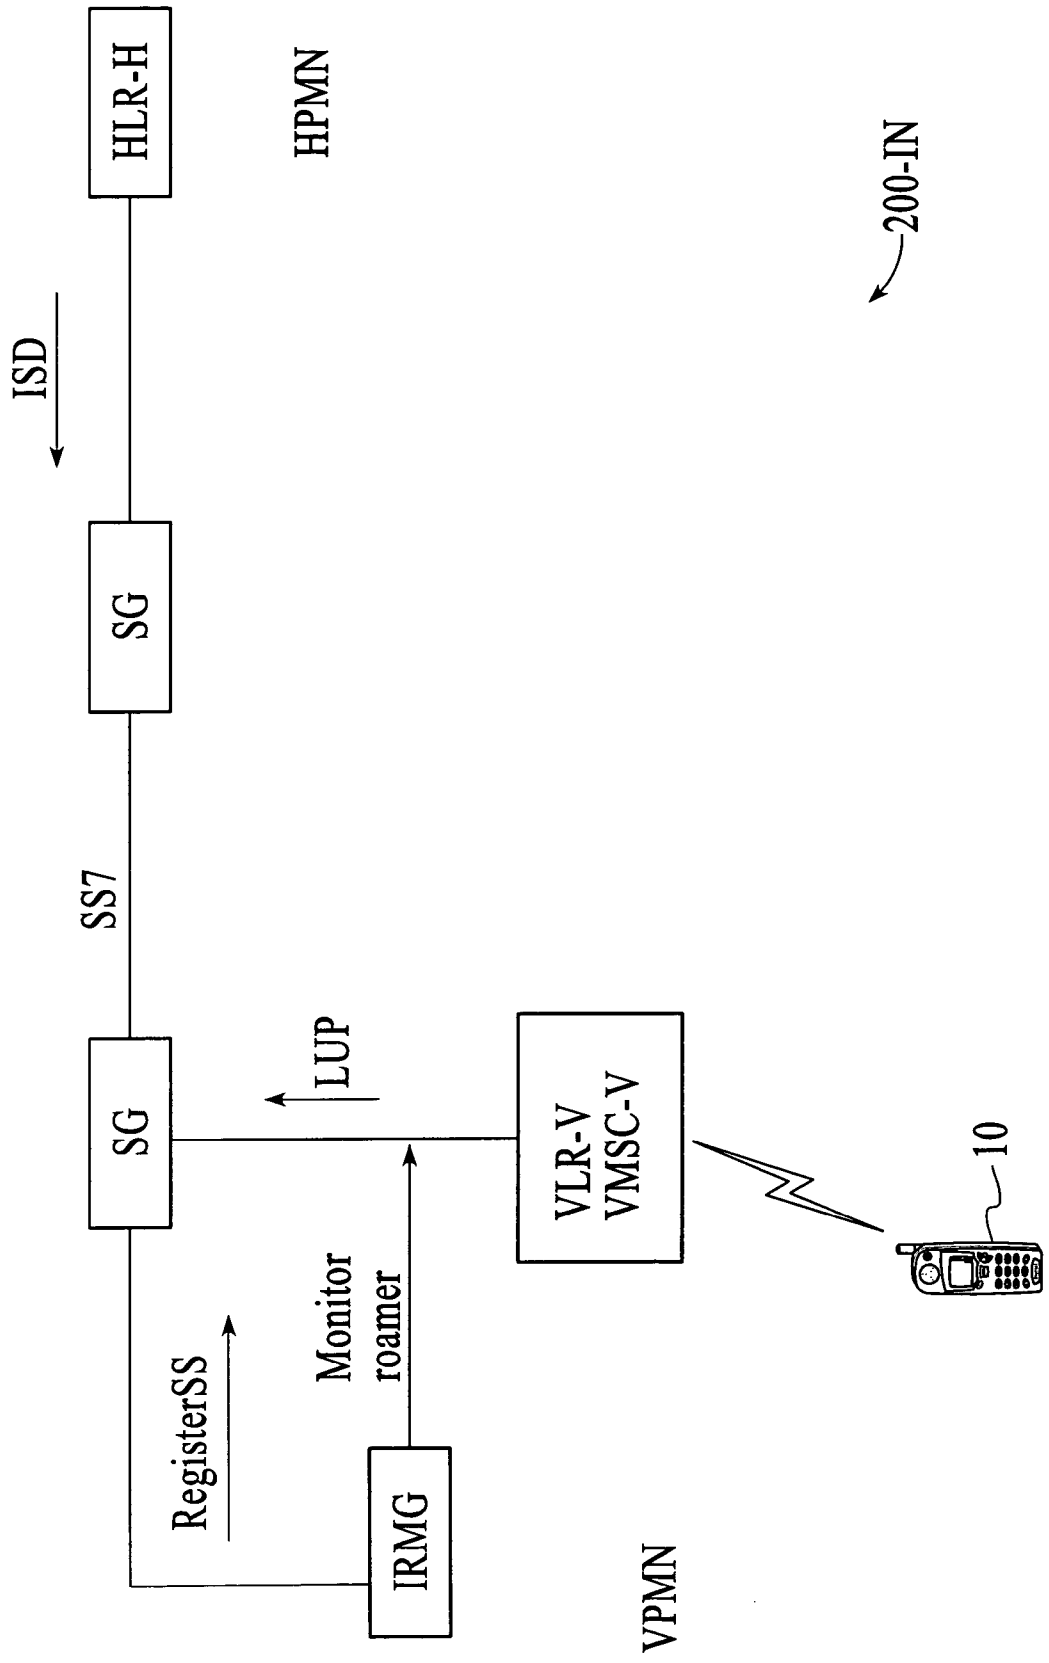 RegisterSS
SG
SS7
SG
ISD
HLR-H
HPMN
IRMG
Monitor
roamer
LUP
VLR-V
VMSC-V
VPMN
10
200-IN